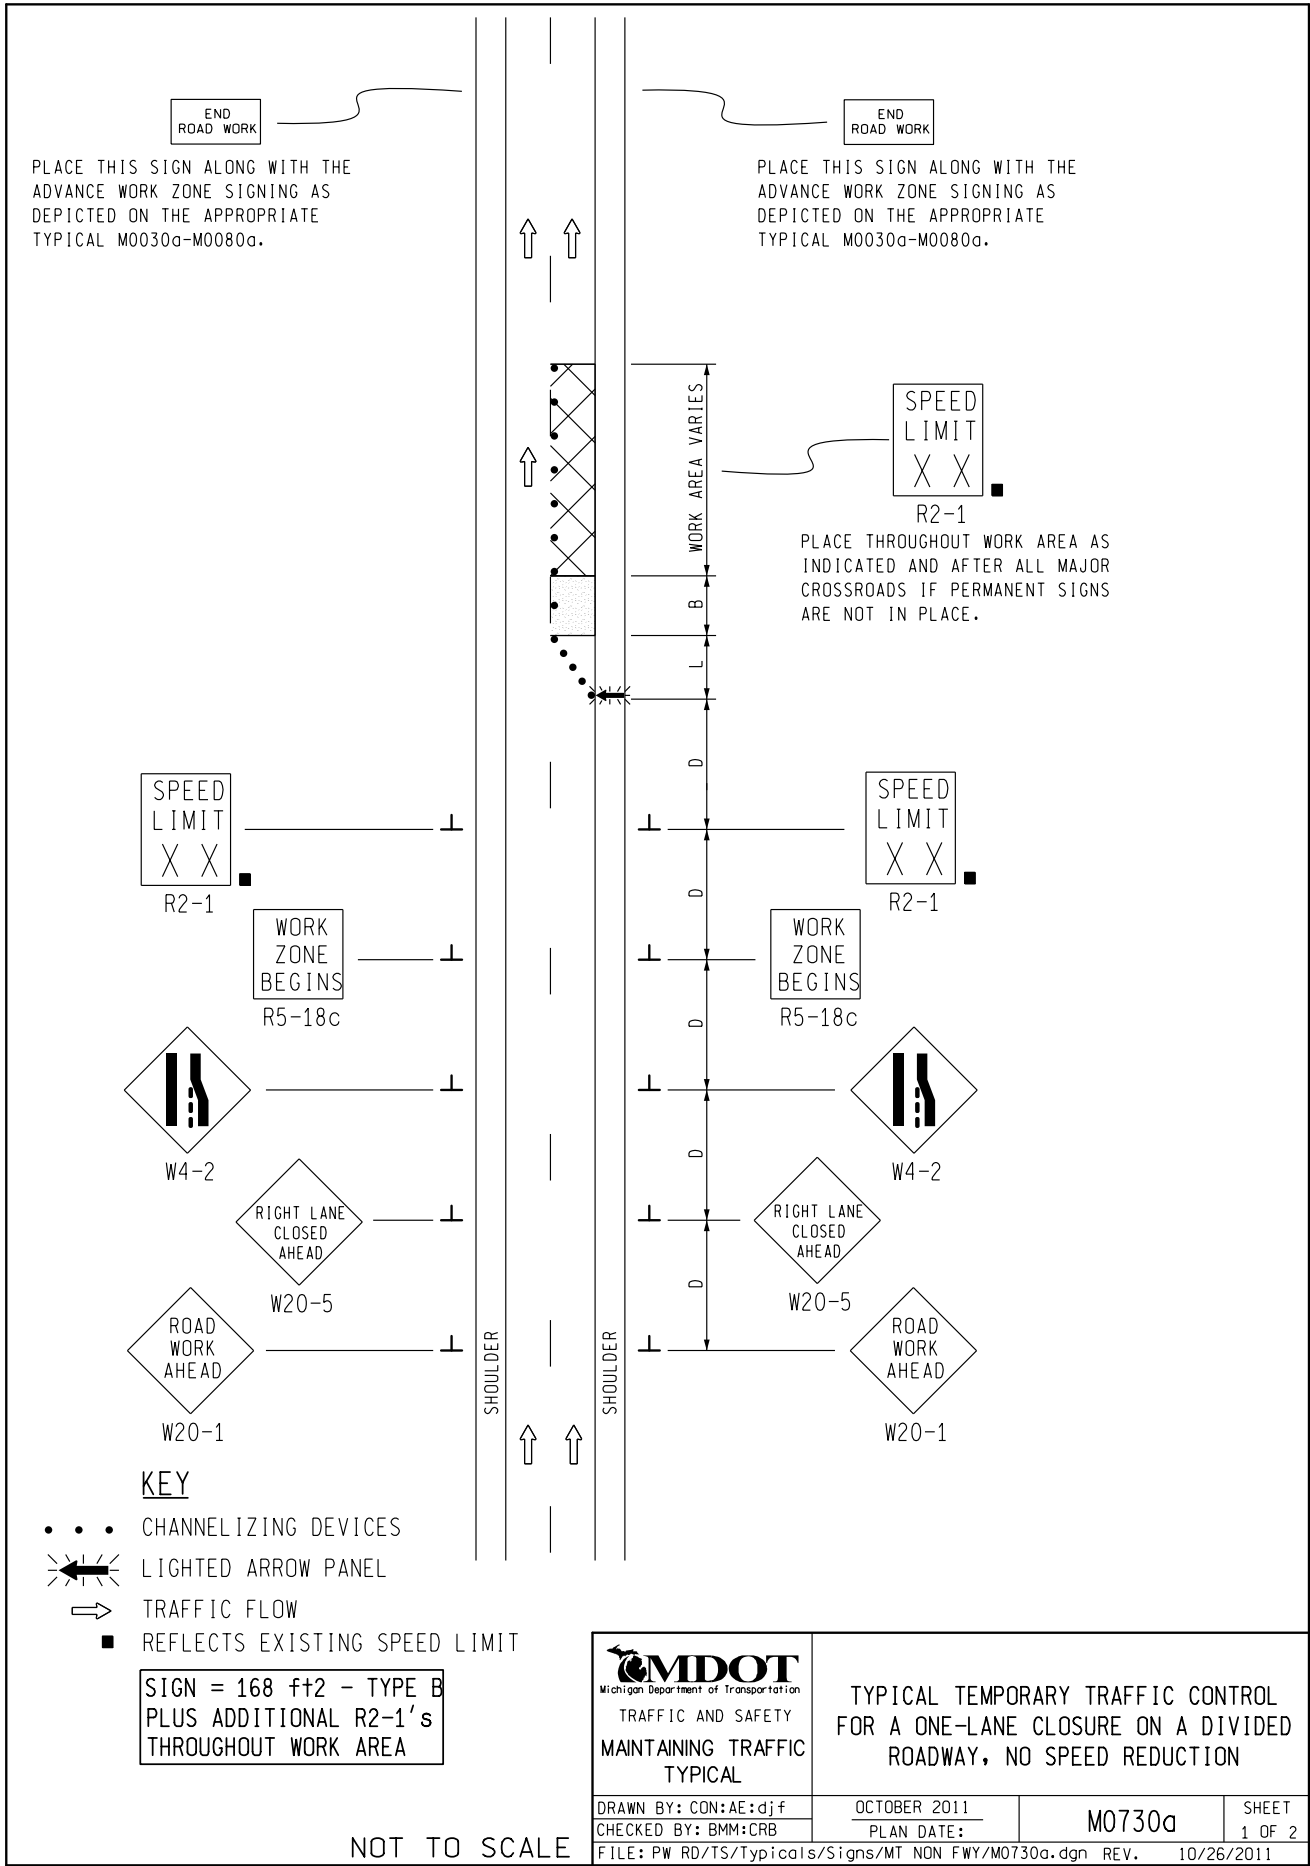 END
ROAD WORK
PLACE THIS SIGN ALONG WITH THE
ADVANCE WORK ZONE SIGNING AS
DEPICTED ON THE APPROPRIATE
TYPICAL M0030a-M0080a.
END
ROAD WORK
PLACE THIS SIGN ALONG WITH THE
ADVANCE WORK ZONE SIGNING AS
DEPICTED ON THE APPROPRIATE
TYPICAL M0030a-M0080a.
WORK AREA VARIES
SPEED
LIMIT
X X
R2-1
PLACE THROUGHOUT WORK AREA AS
INDICATED AND AFTER ALL MAJOR
CROSSROADS IF PERMANENT SIGNS
ARE NOT IN PLACE.
B
L
D
SPEED
LIMIT
X X
R2-1
SPEED
LIMIT
X X
R2-1
D
WORK
ZONE
BEGINS
R5-18c
WORK
ZONE
BEGINS
R5-18c
D
W4-2
W4-2
D
RIGHT LANE
CLOSED
AHEAD
W20-5
RIGHT LANE
CLOSED
AHEAD
W20-5
D
ROAD
WORK
AHEAD
W20-1
SHOULDER
SHOULDER
ROAD
WORK
AHEAD
W20-1
KEY
CHANNELIZING DEVICES
LIGHTED ARROW PANEL
TRAFFIC FLOW
REFLECTS EXISTING SPEED LIMIT
SIGN = 168 ft2 - TYPE B
PLUS ADDITIONAL R2-1's
THROUGHOUT WORK AREA
NOT TO SCALE
MDOT
Michigan Department of Transportation
TRAFFIC AND SAFETY
MAINTAINING TRAFFIC
TYPICAL
TYPICAL TEMPORARY TRAFFIC CONTROL
FOR A ONE-LANE CLOSURE ON A DIVIDED
ROADWAY, NO SPEED REDUCTION
DRAWN BY: CON:AE:djf
CHECKED BY: BMM:CRB
OCTOBER 2011
PLAN DATE:
M0730a
SHEET
1 OF 2
FILE: PW RD/TS/Typicals/Signs/MT NON FWY/M0730a.dgn REV. 10/26/2011